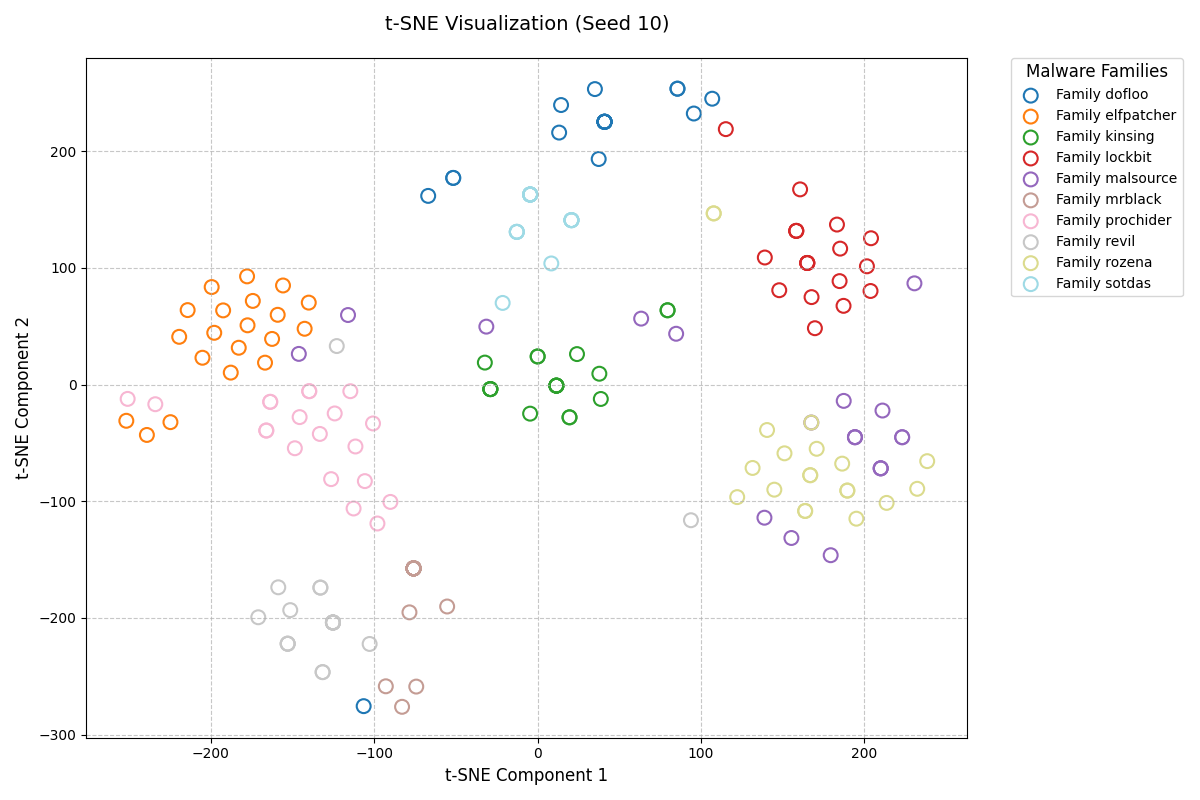 t-SNE Visualization (Seed 10)
Malware Families
Family dofloo
Family elfpatcher
Family kinsing
Family lockbit
Family malsource
Family mrblack
Family prochider
Family revil
Family rozena
Family sotdas
t-SNE Component 2
200
100
0
−100
−200
−300
−200
−100
0
100
200
t-SNE Component 1